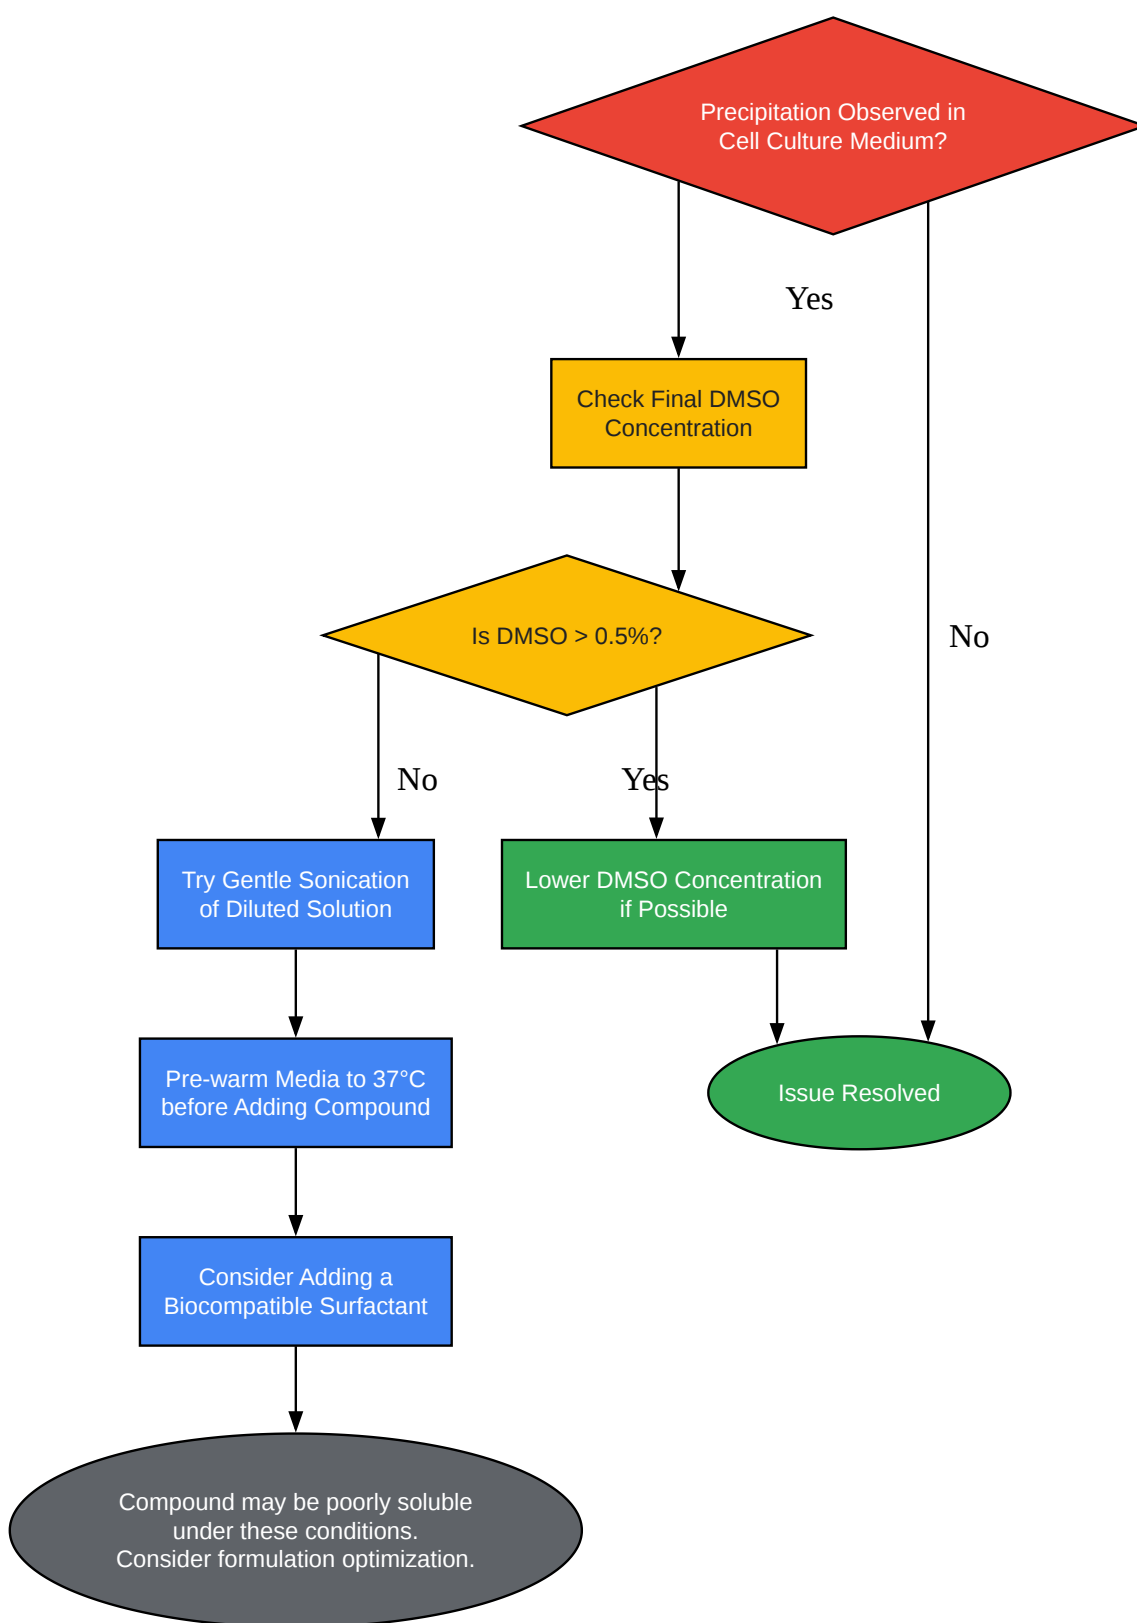 Precipitation Observed in
Cell Culture Medium?
Yes
Check Final DMSO
Concentration
Is DMSO > 0.5%?
No
No
Yes
Try Gentle Sonication
of Diluted Solution
Lower DMSO Concentration
if Possible
Pre-warm Media to 37°C
before Adding Compound
Issue Resolved
Consider Adding a
Biocompatible Surfactant
Compound may be poorly soluble
under these conditions.
Consider formulation optimization.